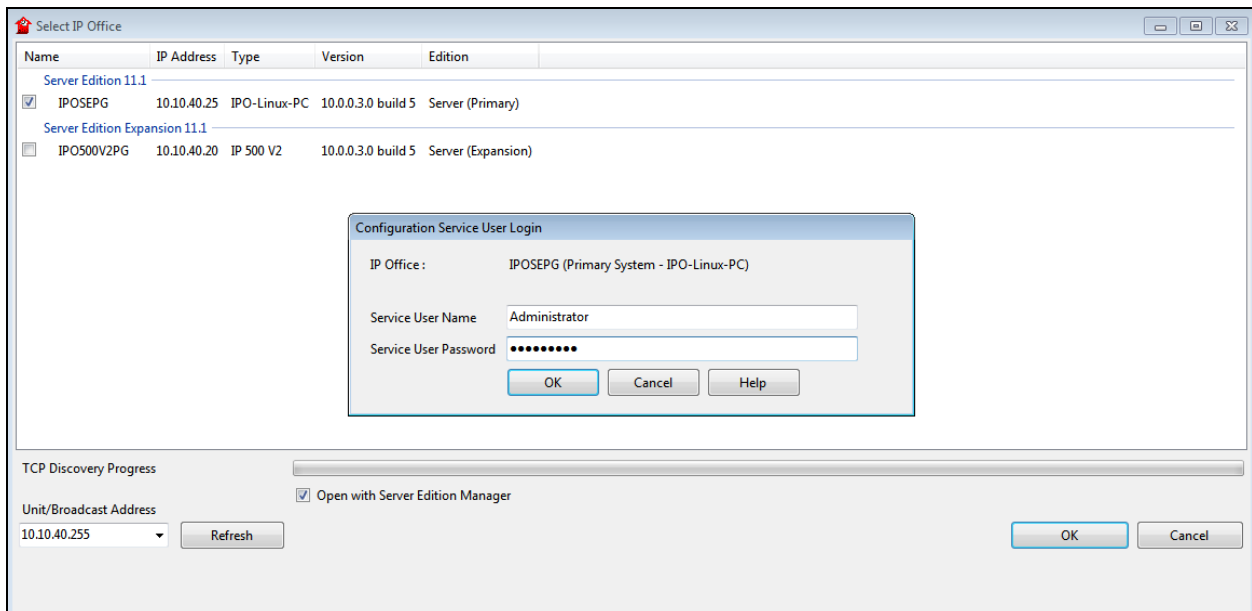 Select IP Office
Name IP Address Type Version Edition
Server Edition 11.1
IPOSEPG 10.10.40.25 IPO-Linux-PC 10.0.0.3.0 build 5 Server (Primary)
Server Edition Expansion 11.1
IPO500V2PG 10.10.40.20 IP 500 V2 10.0.0.3.0 build 5 Server (Expansion)
Configuration Service User Login
IP Office : IPOSEPG (Primary System - IPO-Linux-PC)
Service User Name Administrator
Service User Password •••••••••
OK Cancel Help
TCP Discovery Progress
Open with Server Edition Manager
Unit/Broadcast Address
10.10.40.255 Refresh OK Cancel